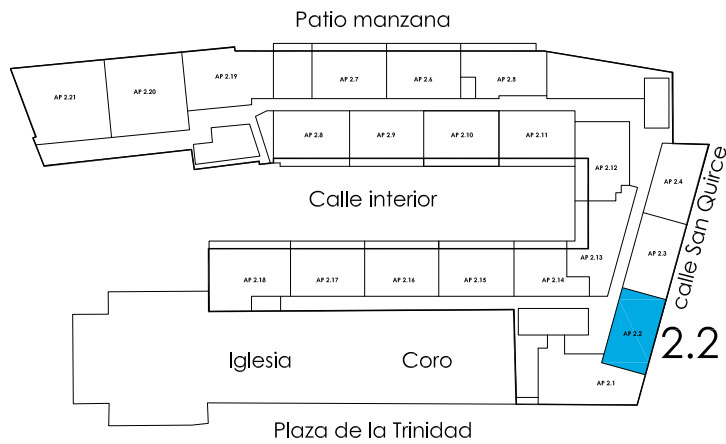 Patio manzana
AP 2.21
AP 2.20
AP 2.19
AP 2.7
AP 2.6
AP 2.5
AP 2.8
AP 2.9
AP 2.10
AP 2.11
AP 2.12
AP 2.4
Calle interior
calle San Quirce
AP 2.3
AP 2.13
AP 2.18
AP 2.17
AP 2.16
AP 2.15
AP 2.14
AP 2.2
2.2
Iglesia
Coro
AP 2.1
Plaza de la Trinidad